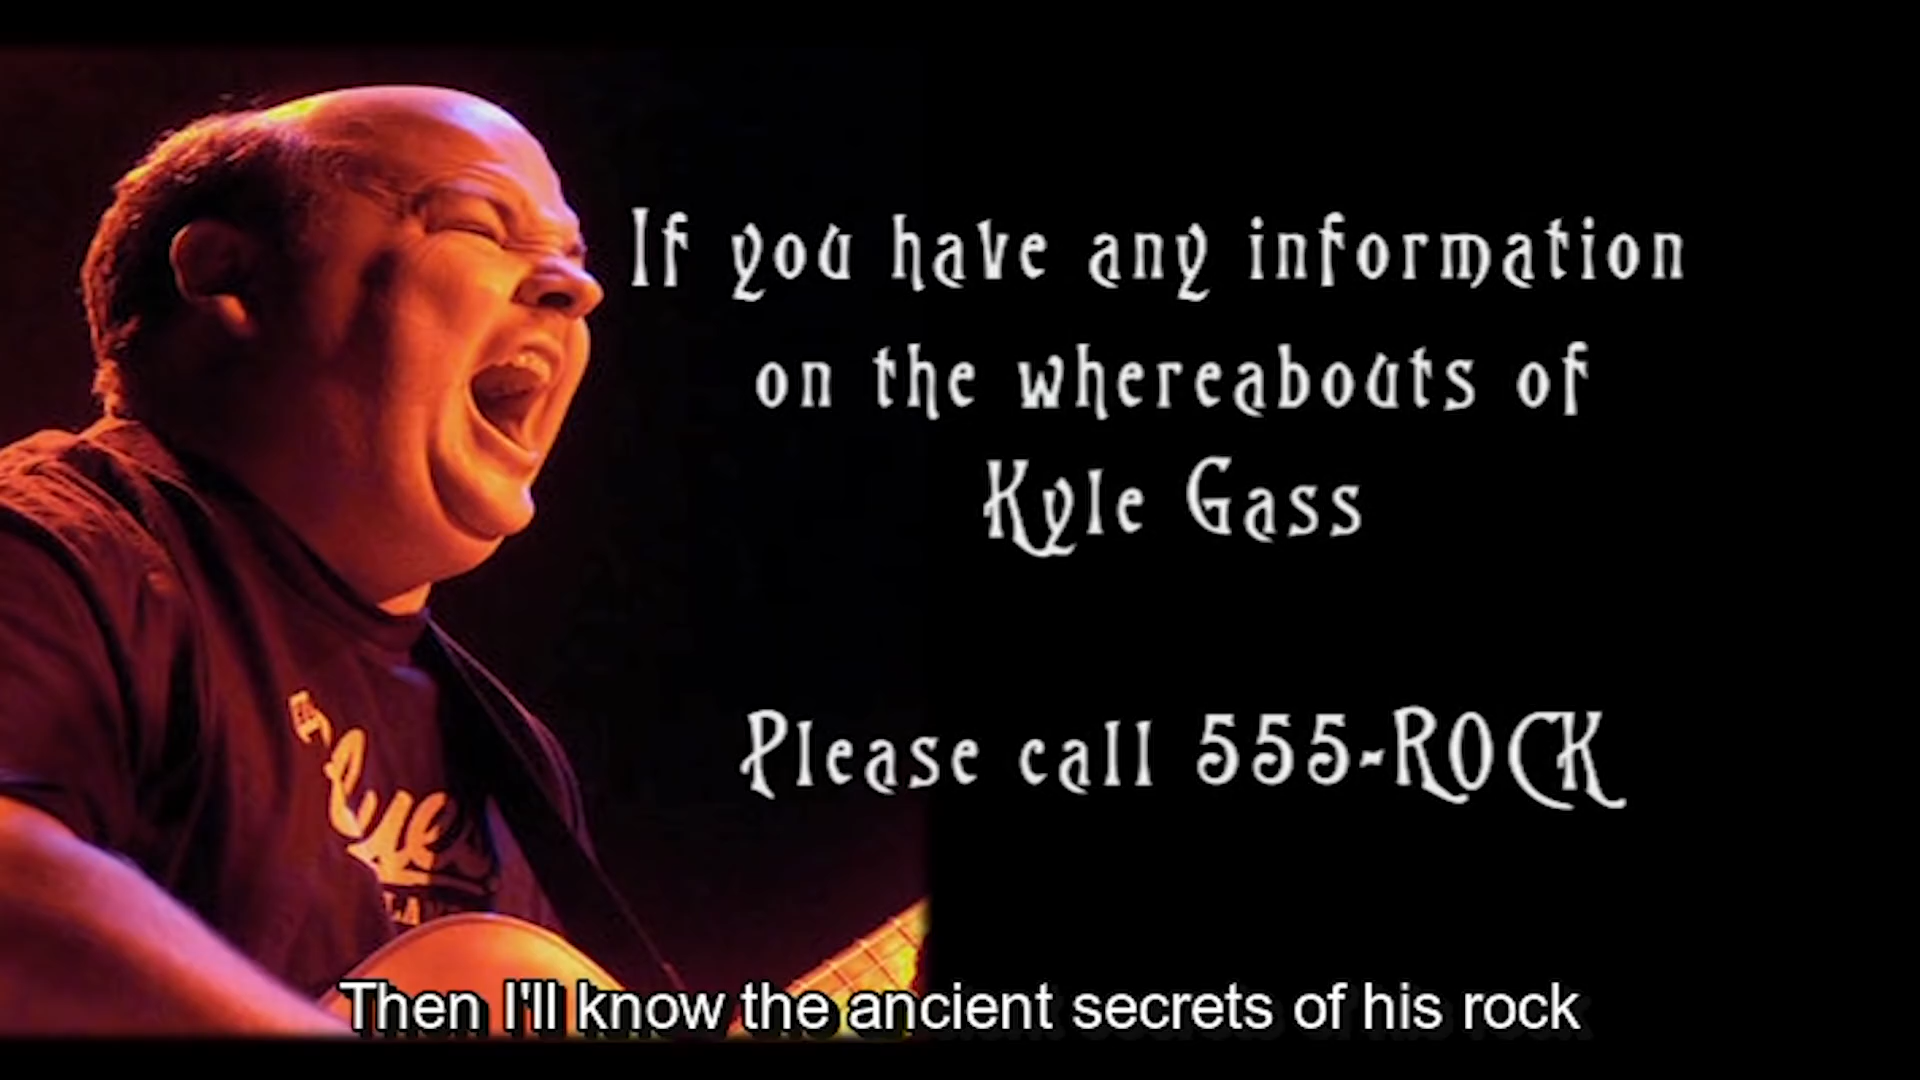 If you have any information
on the whereabouts of
Kyle Gass
Please call 555-ROCK
Then I'll know the ancient secrets of his rock